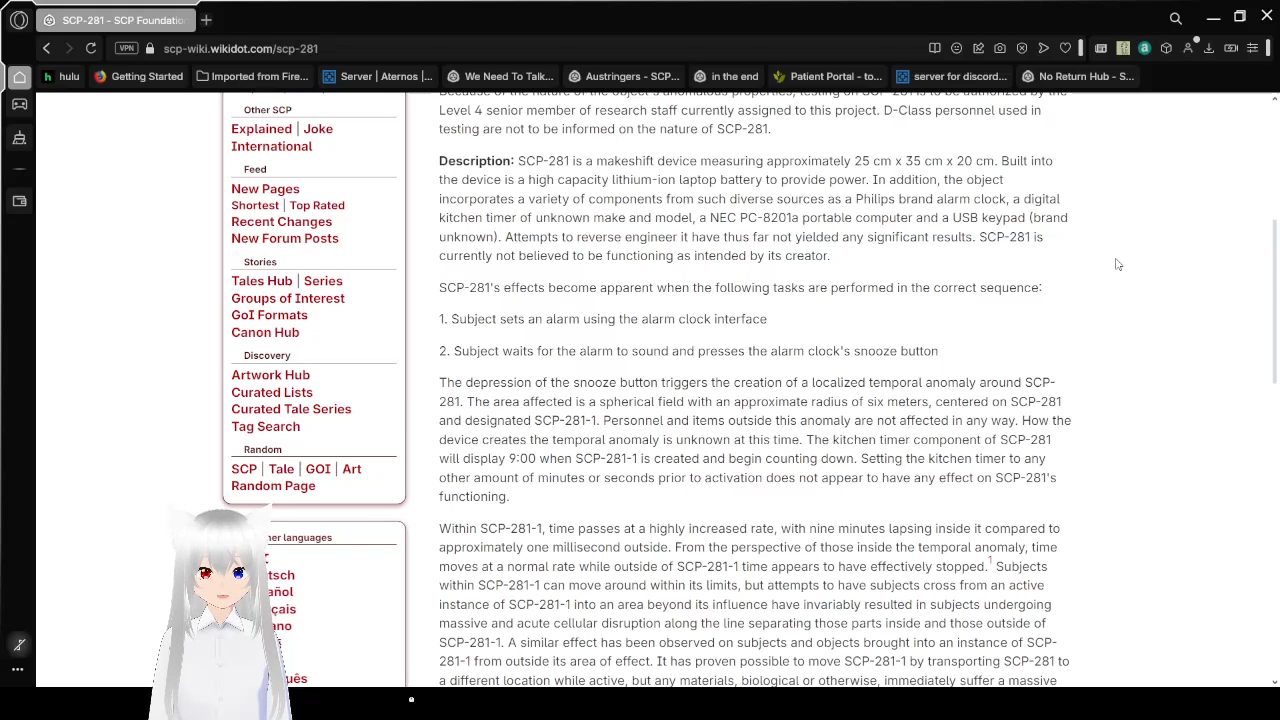 SCP-281 - SCP Foundation
VPN
scp-wiki.wikidot.com/scp-281
hulu
Getting Started
Imported from Fire...
Server | Aternos |...
We Need To Talk...
Austringers - SCP...
in the end
Patient Portal - to...
server for discord...
No Return Hub - S...
Other SCP
Explained | Joke
International
Feed
New Pages
Shortest | Top Rated
Recent Changes
New Forum Posts
Stories
Tales Hub | Series
Groups of Interest
GoI Formats
Canon Hub
Discovery
Artwork Hub
Curated Lists
Curated Tale Series
Tag Search
Random
SCP | Tale | GOI | Art
Random Page
her languages
tsch
añol
çais
ano
uês
Because of the nature of the object's anomalous properties, testing on SCP-281 is to be authorized by the
Level 4 senior member of research staff currently assigned to this project. D-Class personnel used in
testing are not to be informed on the nature of SCP-281.
Description: SCP-281 is a makeshift device measuring approximately 25 cm x 35 cm x 20 cm. Built into
the device is a high capacity lithium-ion laptop battery to provide power. In addition, the object
incorporates a variety of components from such diverse sources as a Philips brand alarm clock, a digital
kitchen timer of unknown make and model, a NEC PC-8201a portable computer and a USB keypad (brand
unknown). Attempts to reverse engineer it have thus far not yielded any significant results. SCP-281 is
currently not believed to be functioning as intended by its creator.
SCP-281's effects become apparent when the following tasks are performed in the correct sequence:
1. Subject sets an alarm using the alarm clock interface
2. Subject waits for the alarm to sound and presses the alarm clock's snooze button
The depression of the snooze button triggers the creation of a localized temporal anomaly around SCP-
281. The area affected is a spherical field with an approximate radius of six meters, centered on SCP-281
and designated SCP-281-1. Personnel and items outside this anomaly are not affected in any way. How the
device creates the temporal anomaly is unknown at this time. The kitchen timer component of SCP-281
will display 9:00 when SCP-281-1 is created and begin counting down. Setting the kitchen timer to any
other amount of minutes or seconds prior to activation does not appear to have any effect on SCP-281's
functioning.
Within SCP-281-1, time passes at a highly increased rate, with nine minutes lapsing inside it compared to
approximately one millisecond outside. From the perspective of those inside the temporal anomaly, time
moves at a normal rate while outside of SCP-281-1 time appears to have effectively stopped.1 Subjects
within SCP-281-1 can move around within its limits, but attempts to have subjects cross from an active
instance of SCP-281-1 into an area beyond its influence have invariably resulted in subjects undergoing
massive and acute cellular disruption along the line separating those parts inside and those outside of
SCP-281-1. A similar effect has been observed on subjects and objects brought into an instance of SCP-
281-1 from outside its area of effect. It has proven possible to move SCP-281-1 by transporting SCP-281 to
a different location while active, but any materials, biological or otherwise, immediately suffer a massive